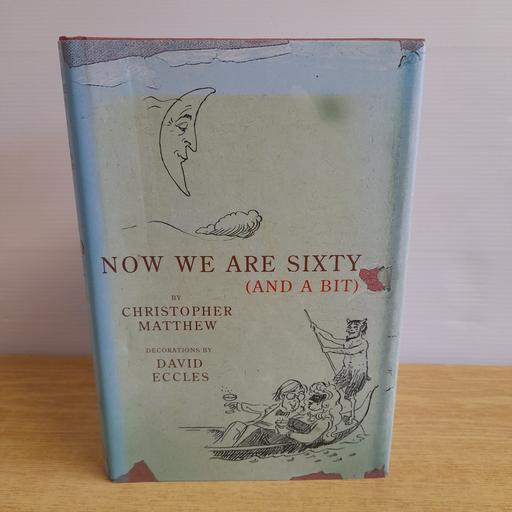 NOW WE ARE SIXTY
(AND A BIT)
BY
CHRISTOPHER
MATTHEW
DECORATIONS BY
DAVID
ECCLES